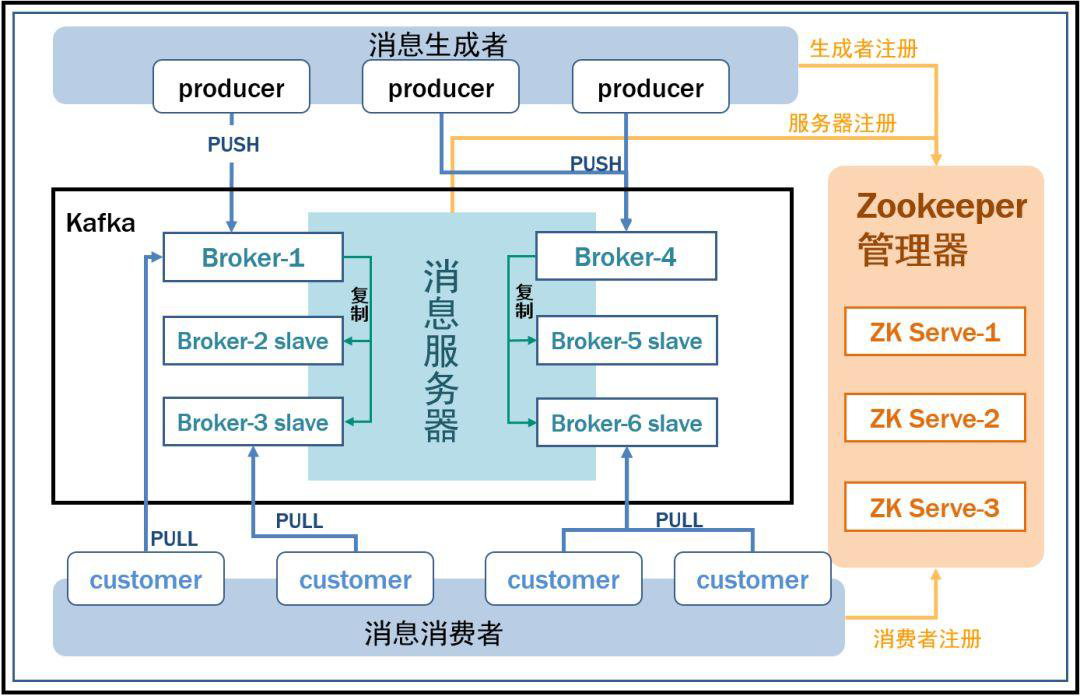 消息生成者
生成者注册
producer
producer
producer
PUSH
服务器注册
PUSH
Kafka
Zookeeper
管理器
Broker-1
Broker-4
消息服务器
复制
复制
Broker-2 slave
Broker-5 slave
ZK Serve-1
Broker-3 slave
Broker-6 slave
ZK Serve-2
ZK Serve-3
PULL
PULL
PULL
customer
customer
customer
customer
消息消费者
消费者注册